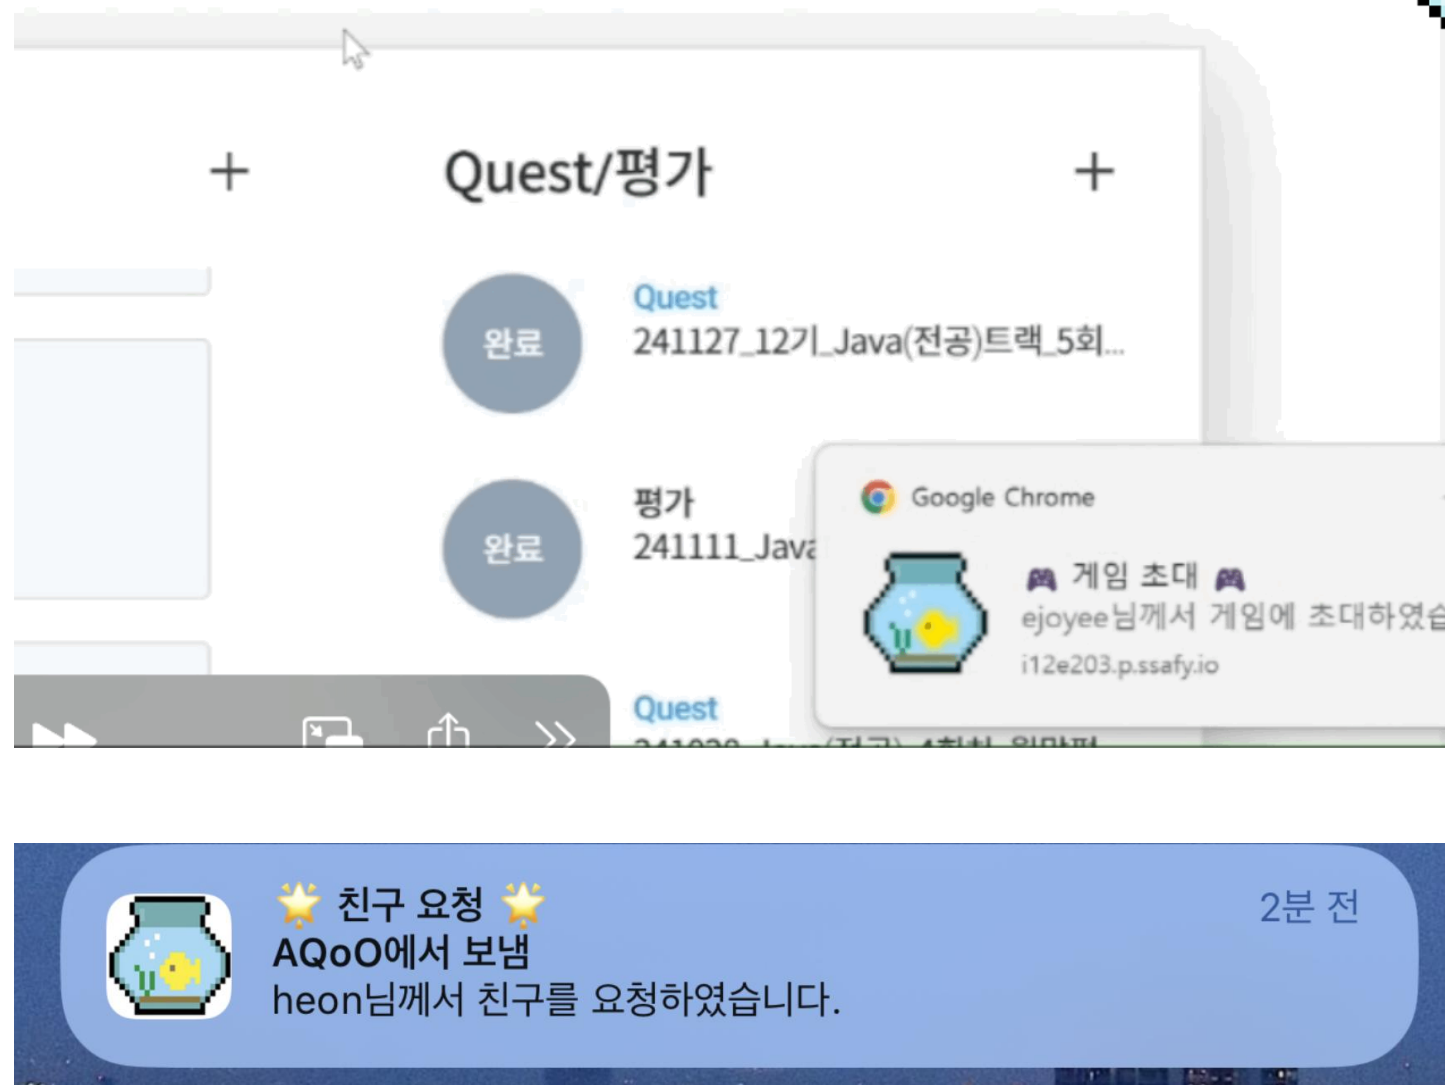 Quest/평가
완료
Quest
241127_12기_Java(전공)트랙_5회...
완료
평가
241111_Java
Google Chrome
🎮 게임 초대 🎮
ejoyee님께서 게임에 초대하였습
i12e203.p.ssafy.io
Quest
🌟 친구 요청 🌟
2분 전
AQoO에서 보냄
heon님께서 친구를 요청하였습니다.